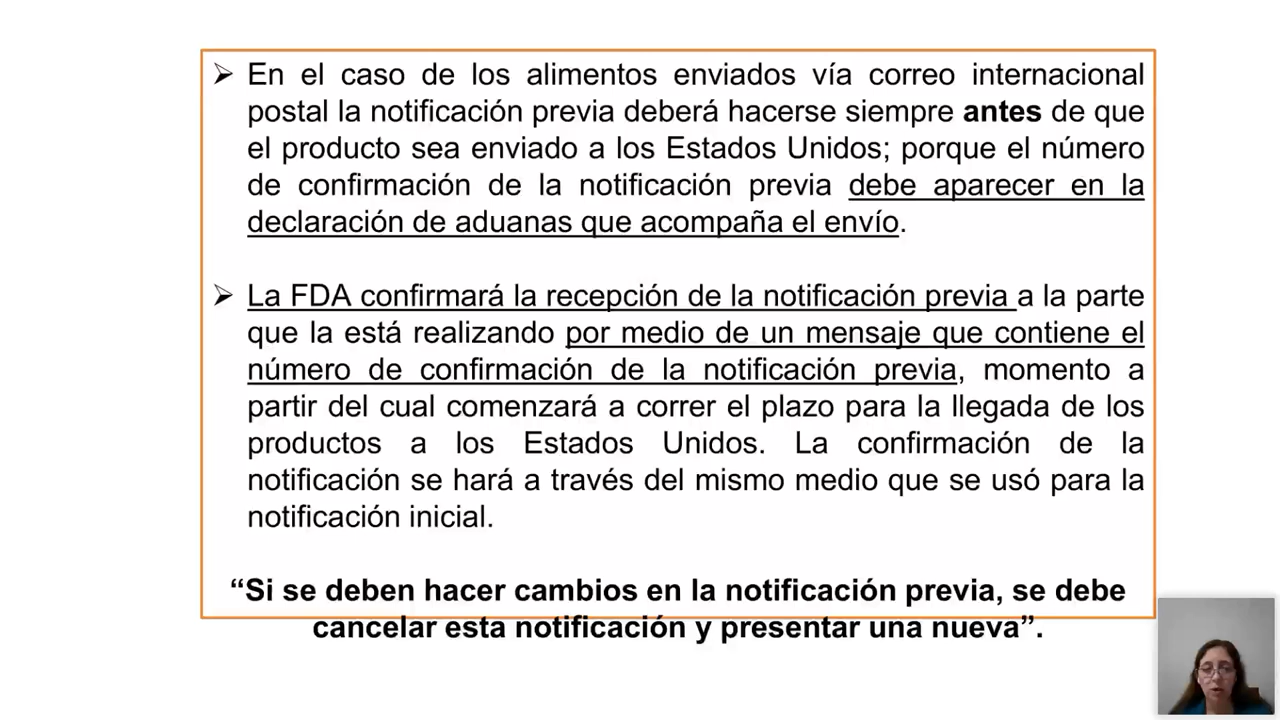 ➢ En el caso de los alimentos enviados vía correo internacional
postal la notificación previa deberá hacerse siempre antes de que
el producto sea enviado a los Estados Unidos; porque el número
de confirmación de la notificación previa debe aparecer en la
declaración de aduanas que acompaña el envío.
➢ La FDA confirmará la recepción de la notificación previa a la parte
que la está realizando por medio de un mensaje que contiene el
número de confirmación de la notificación previa, momento a
partir del cual comenzará a correr el plazo para la llegada de los
productos a los Estados Unidos. La confirmación de la
notificación se hará a través del mismo medio que se usó para la
notificación inicial.
“Si se deben hacer cambios en la notificación previa, se debe
cancelar esta notificación y presentar una nueva”.